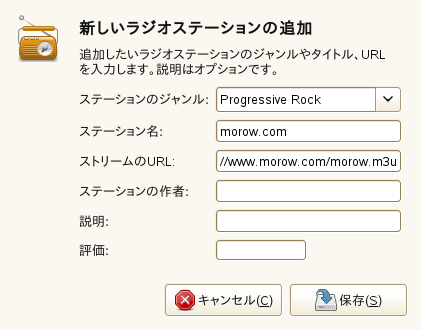 新しいラジオステーションの追加
追加したいラジオステーションのジャンルやタイトル、URL
を入力します。説明はオプションです。
ステーションのジャンル: Progressive Rock
ステーション名: morow.com
ストリームのURL: //www.morow.com/morow.m3u
ステーションの作者:
説明:
評価:
キャンセル(C) 保存(S)